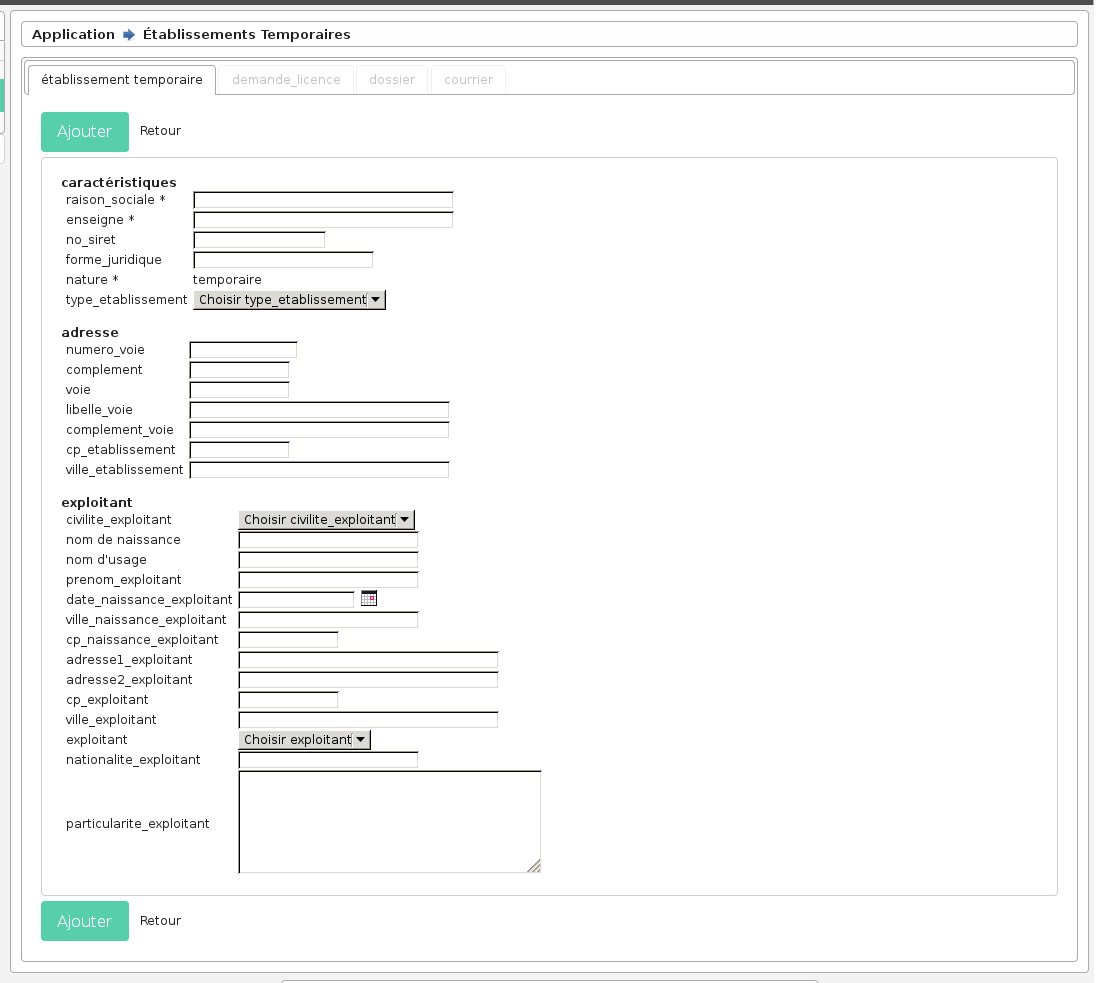 Application Établissements Temporaires
établissement temporaire demande_licence dossier courrier
Ajouter Retour
caractéristiques
raison_sociale *
enseigne *
no_siret
forme_juridique
nature * temporaire
type_etablissement Choisir type_etablissement
adresse
numero_voie
complement
voie
libelle_voie
complement_voie
cp_etablissement
ville_etablissement
exploitant
civilite_exploitant Choisir civilite_exploitant
nom de naissance
nom d'usage
prenom_exploitant
date_naissance_exploitant
ville_naissance_exploitant
cp_naissance_exploitant
adresse1_exploitant
adresse2_exploitant
cp_exploitant
ville_exploitant
exploitant Choisir exploitant
nationalite_exploitant
particularite_exploitant
Ajouter Retour